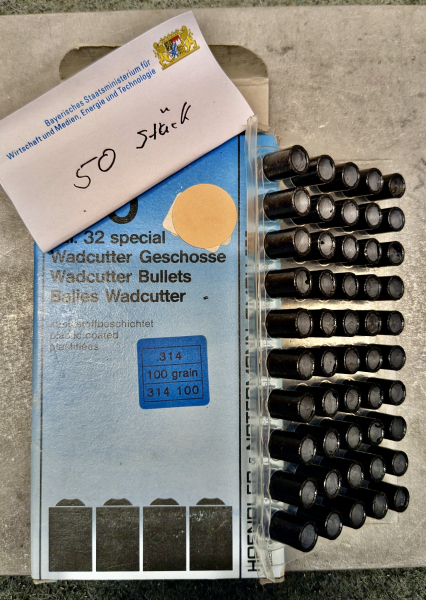 Bayerisches Staatsministerium für
Wirtschaft und Medien, Energie und Technologie
50 Stück
32 special
Wadcutter Geschosse
Wadcutter Bullets
Balles Wadcutter
.314
100 grain
314 100